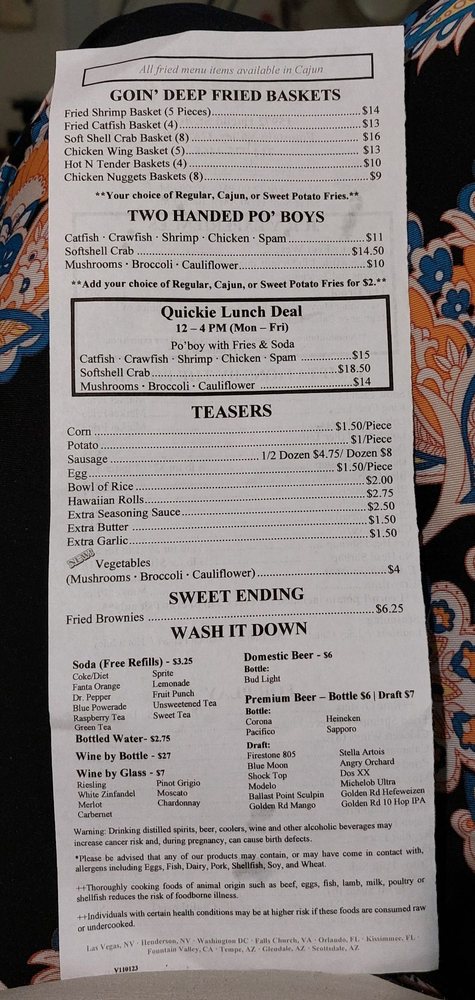 All fried menu items available in Cajun
GOIN' DEEP FRIED BASKETS
Fried Shrimp Basket (5 Pieces)........$14
Fried Catfish Basket (4)........$13
Soft Shell Crab Basket (8)........$16
Chicken Wing Basket (5)........$13
Hot N Tender Baskets (4)........$10
Chicken Nuggets Baskets (8)........$9
**Your choice of Regular, Cajun, or Sweet Potato Fries.**
TWO HANDED PO' BOYS
Catfish · Crawfish · Shrimp · Chicken · Spam ........$11
Softshell Crab ........$14.50
Mushrooms · Broccoli · Cauliflower........$10
**Add your choice of Regular, Cajun, or Sweet Potato Fries for $2.**
Quickie Lunch Deal
12 – 4 PM (Mon – Fri)
Po'boy with Fries & Soda
Catfish · Crawfish · Shrimp · Chicken · Spam ........$15
Softshell Crab........$18.50
Mushrooms · Broccoli · Cauliflower ........$14
TEASERS
Corn ........$1.50/Piece
Potato ........$1/Piece
Sausage ........1/2 Dozen $4.75/ Dozen $8
Egg........$1.50/Piece
Bowl of Rice ........$2.00
Hawaiian Rolls........$2.75
Extra Seasoning Sauce........$2.50
Extra Butter ........$1.50
Extra Garlic........$1.50
NEW! Vegetables
(Mushrooms · Broccoli · Cauliflower)........$4
SWEET ENDING
Fried Brownies ........$6.25
WASH IT DOWN
Soda (Free Refills) - $3.25
Coke/Diet Sprite
Fanta Orange Lemonade
Dr. Pepper Fruit Punch
Blue Powerade Unsweetened Tea
Raspberry Tea Sweet Tea
Green Tea
Bottled Water- $2.75
Wine by Bottle - $27
Wine by Glass - $7
Riesling Pinot Grigio
White Zinfandel Moscato
Merlot Chardonnay
Carbernet
Domestic Beer - $6
Bottle:
Bud Light
Premium Beer – Bottle $6 | Draft $7
Bottle:
Corona Heineken
Pacifico Sapporo
Draft:
Firestone 805 Stella Artois
Blue Moon Angry Orchard
Shock Top Dos XX
Modelo Michelob Ultra
Ballast Point Sculpin Golden Rd Hefeweizen
Golden Rd Mango Golden Rd 10 Hop IPA
Warning: Drinking distilled spirits, beer, coolers, wine and other alcoholic beverages may
increase cancer risk and, during pregnancy, can cause birth defects.
*Please be advised that any of our products may contain, or may have come in contact with,
allergens including Eggs, Fish, Dairy, Pork, Shellfish, Soy, and Wheat.
++Thoroughly cooking foods of animal origin such as beef, eggs, fish, lamb, milk, poultry or
shellfish reduces the risk of foodborne illness.
++Individuals with certain health conditions may be at higher risk if these foods are consumed raw
or undercooked.
Las Vegas, NV · Henderson, NV · Washington DC · Falls Church, VA · Orlando, FL · Kissimmee, FL ·
Fountain Valley, CA · Tempe, AZ · Glendale, AZ · Scottsdale, AZ
V110123